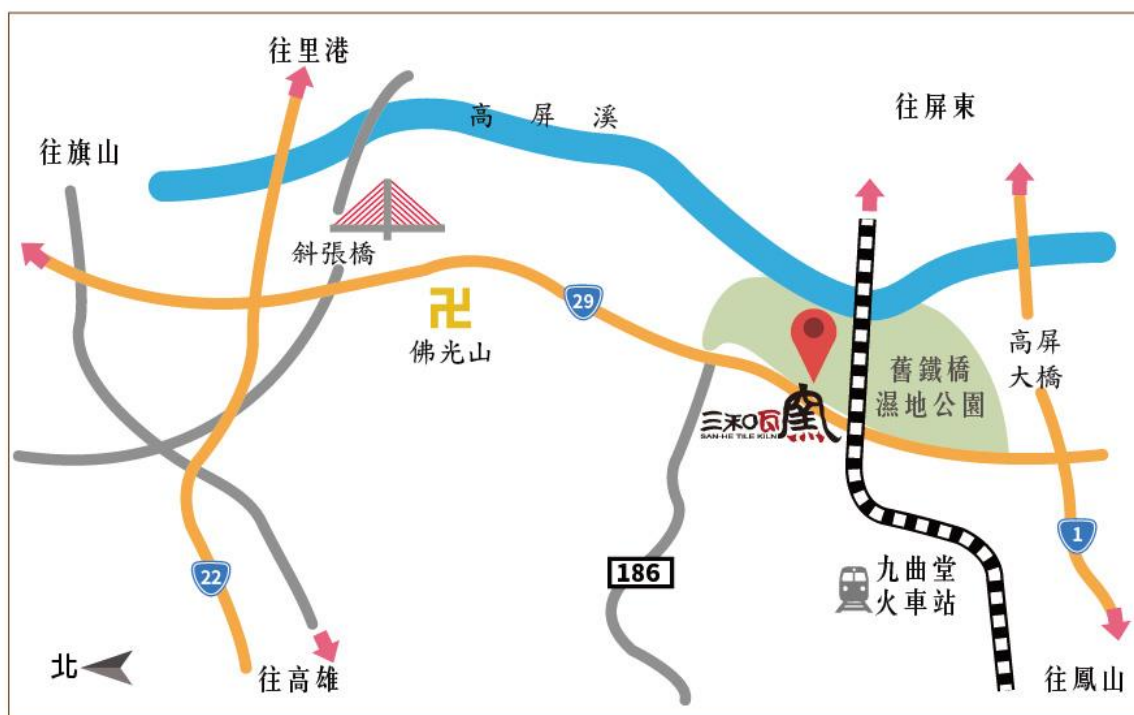 往里港
高屏溪
往屏東
往旗山
斜張橋
29
佛光山
高屏
大橋
舊鐵橋
濕地公園
三和瓦窯
SAN-HE TILE KILN
1
22
186
九曲堂
火車站
北
往高雄
往鳳山